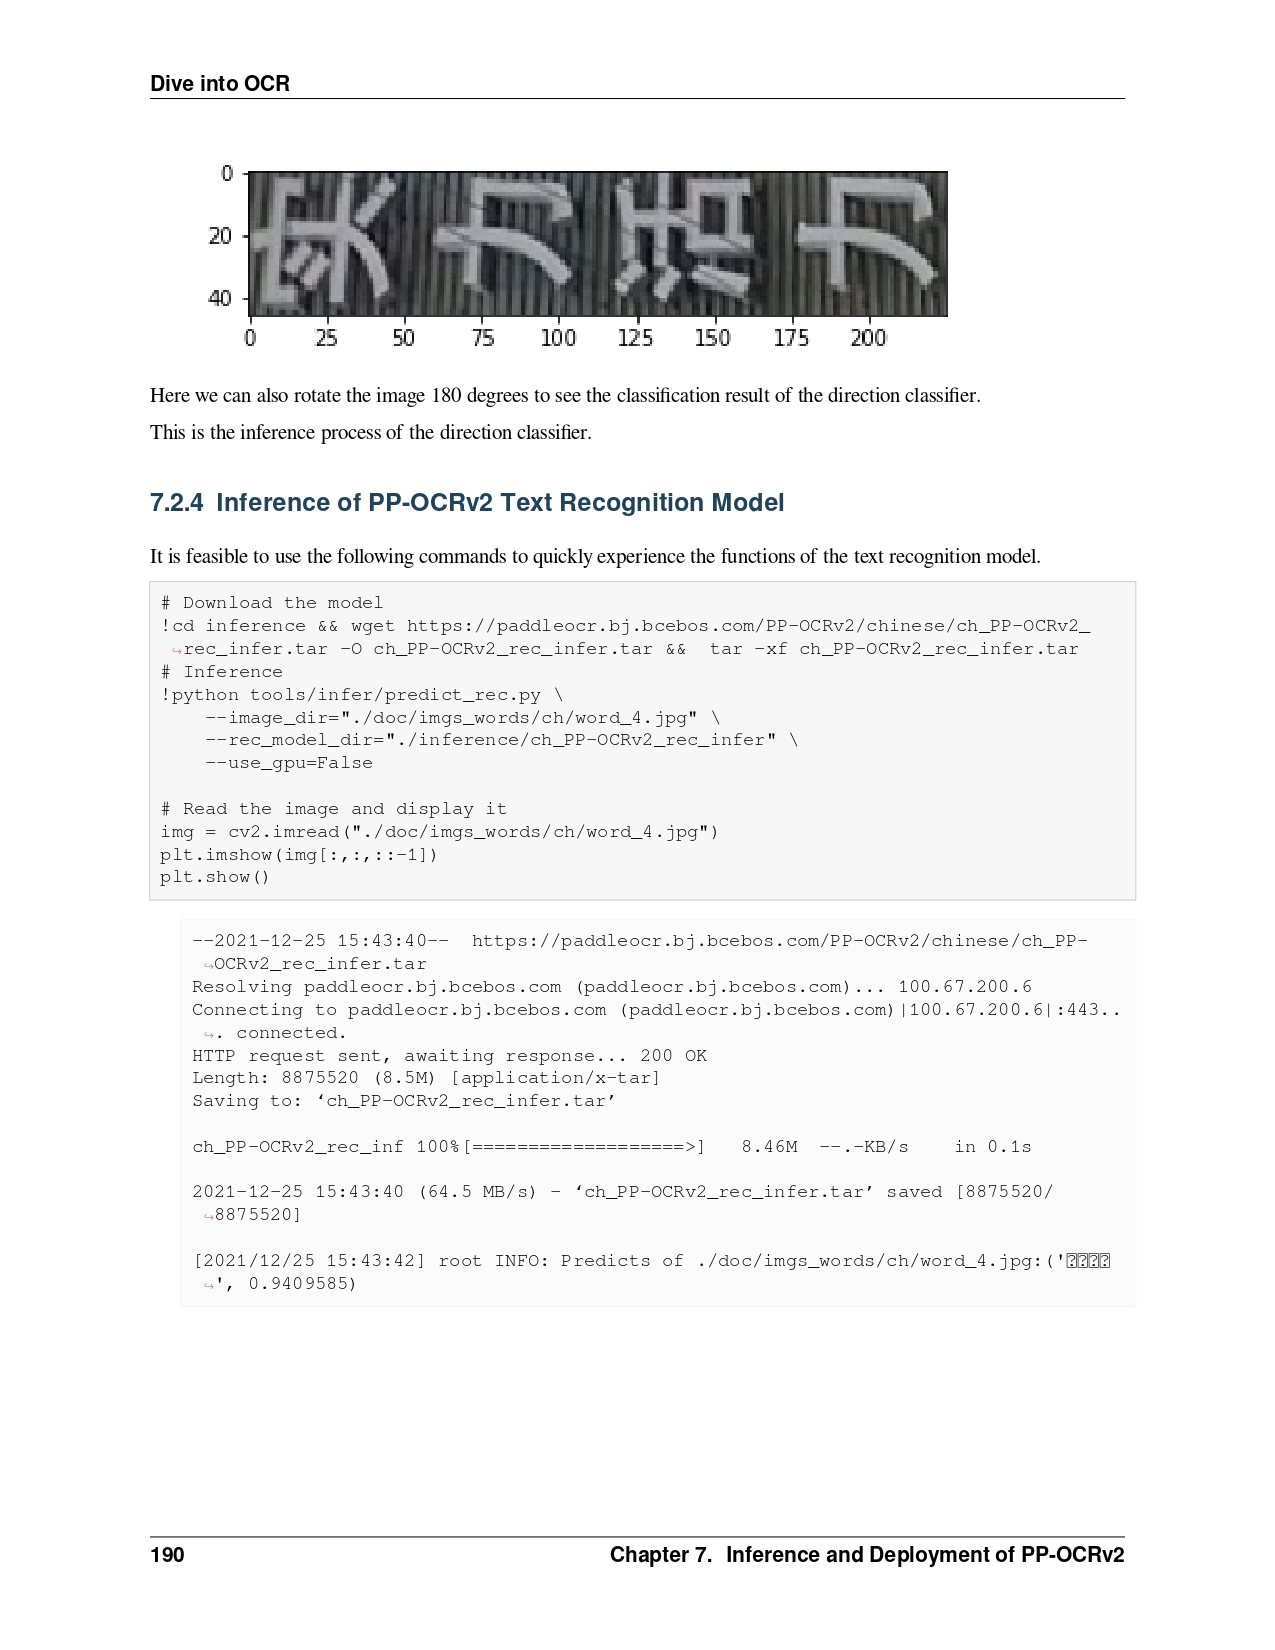 Dive into OCR
0
20
40
0 25 50 75 100 125 150 175 200
Here we can also rotate the image 180 degrees to see the classification result of the direction classifier.
This is the inference process of the direction classifier.
7.2.4 Inference of PP-OCRv2 Text Recognition Model
It is feasible to use the following commands to quickly experience the functions of the text recognition model.
# Download the model
!cd inference && wget https://paddleocr.bj.bcebos.com/PP-OCRv2/chinese/ch_PP-OCRv2_
↪rec_infer.tar -O ch_PP-OCRv2_rec_infer.tar &&  tar -xf ch_PP-OCRv2_rec_infer.tar
# Inference
!python tools/infer/predict_rec.py \
    --image_dir="./doc/imgs_words/ch/word_4.jpg" \
    --rec_model_dir="./inference/ch_PP-OCRv2_rec_infer" \
    --use_gpu=False
# Read the image and display it
img = cv2.imread("./doc/imgs_words/ch/word_4.jpg")
plt.imshow(img[:,:,::-1])
plt.show()
--2021-12-25 15:43:40--  https://paddleocr.bj.bcebos.com/PP-OCRv2/chinese/ch_PP-
↪OCRv2_rec_infer.tar
Resolving paddleocr.bj.bcebos.com (paddleocr.bj.bcebos.com)... 100.67.200.6
Connecting to paddleocr.bj.bcebos.com (paddleocr.bj.bcebos.com)|100.67.200.6|:443..
↪. connected.
HTTP request sent, awaiting response... 200 OK
Length: 8875520 (8.5M) [application/x-tar]
Saving to: ‘ch_PP-OCRv2_rec_infer.tar’
ch_PP-OCRv2_rec_inf 100%[===================>]   8.46M  --.-KB/s    in 0.1s
2021-12-25 15:43:40 (64.5 MB/s) - ‘ch_PP-OCRv2_rec_infer.tar’ saved [8875520/
↪8875520]
[2021/12/25 15:43:42] root INFO: Predicts of ./doc/imgs_words/ch/word_4.jpg:('
↪', 0.9409585)
190 Chapter 7. Inference and Deployment of PP-OCRv2